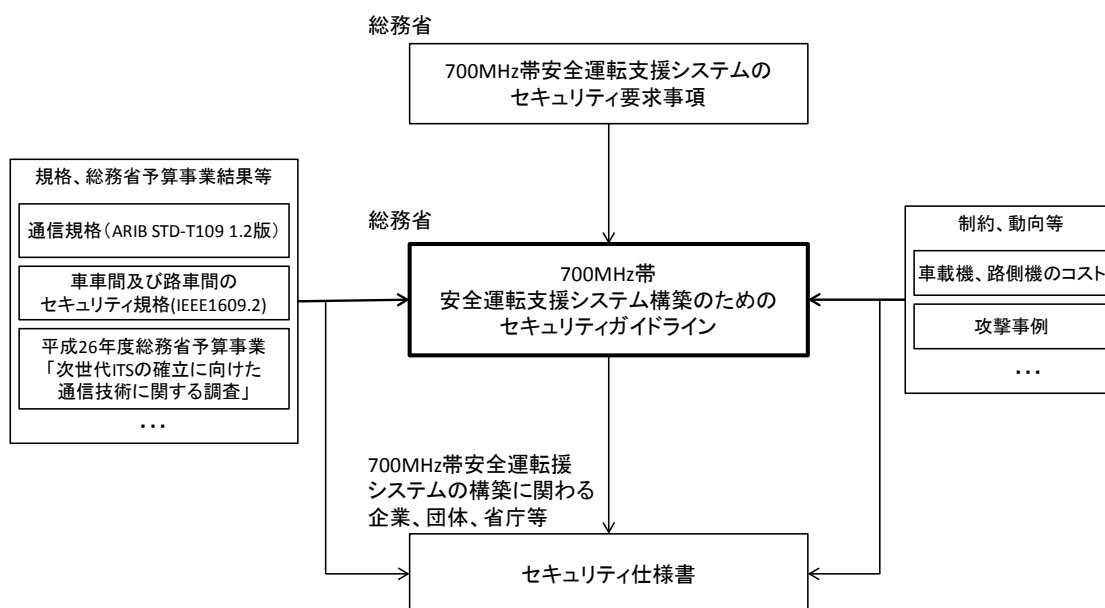 総務省
700MHz帯安全運転支援システムの
セキュリティ要求事項
規格、総務省予算事業結果等
通信規格（ARIB STD-T109 1.2版）
車車間及び路車間の
セキュリティ規格(IEEE1609.2)
平成26年度総務省予算事業
「次世代ITSの確立に向けた
通信技術に関する調査」
・・・
総務省
700MHz帯
安全運転支援システム構築のための
セキュリティガイドライン
制約、動向等
車載機、路側機のコスト
攻撃事例
・・・
700MHz帯安全運転援
システムの構築に関わる
企業、団体、省庁等
セキュリティ仕様書